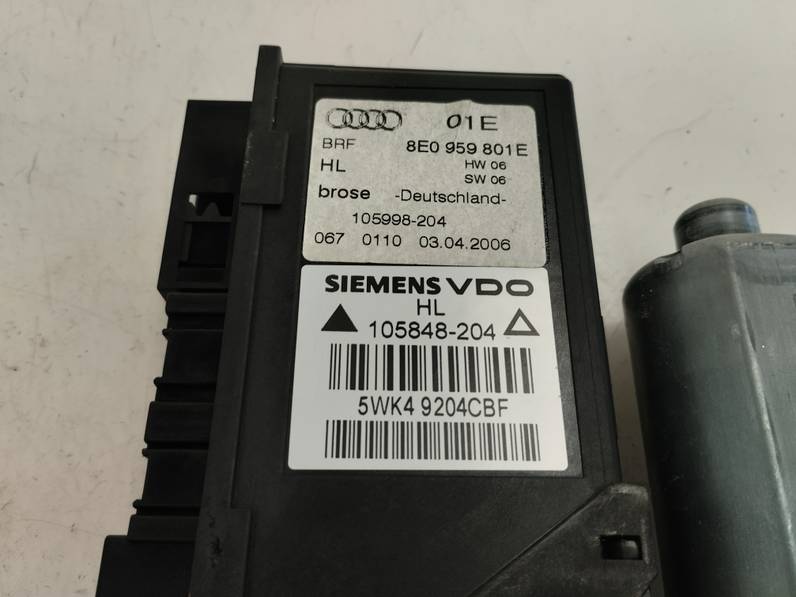 01E
BRF 8E0 959 801E
HL HW 06
SW 06
brose -Deutschland-
105998-204
067 0110 03.04.2006
SIEMENS VDO
HL
105848-204
5WK4 9204CBF